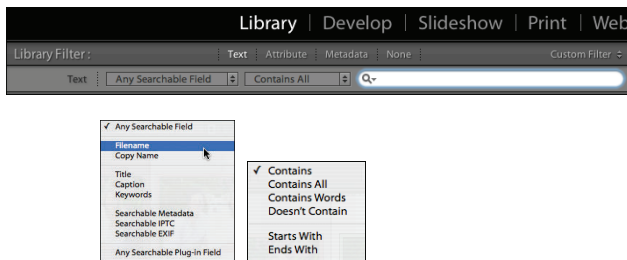 Library | Develop | Slideshow | Print | Web
Library Filter : Text Attribute Metadata None Custom Filter
Text Any Searchable Field Contains All
✓ Any Searchable Field
Filename
Copy Name
Title
Caption
Keywords
Searchable Metadata
Searchable IPTC
Searchable EXIF
Any Searchable Plug-in Field
✓ Contains
Contains All
Contains Words
Doesn't Contain
Starts With
Ends With